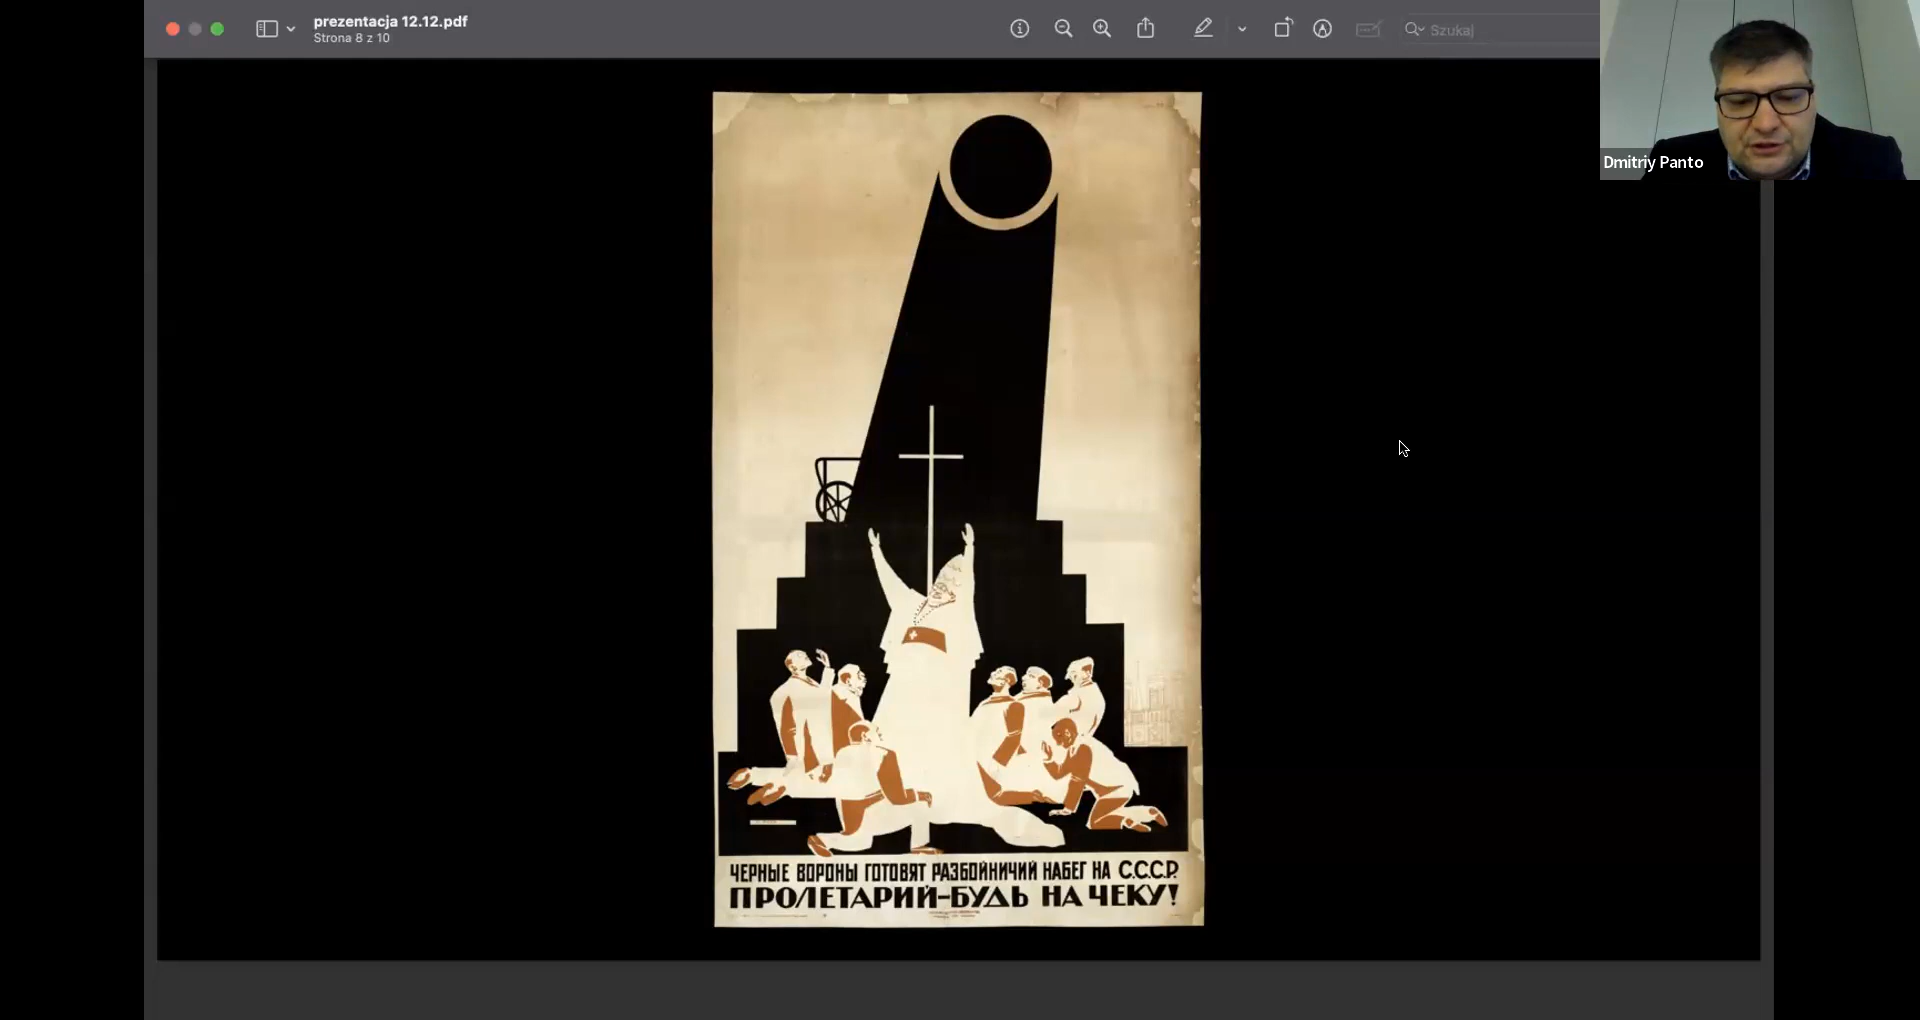 prezentacja 12.12.pdf
Strona 8 z 10
Szukaj
Dmitriy Panto
ЧЕРНЫЕ ВОРОНЫ ГОТОВЯТ РАЗБОЙНИЧИЙ НАБЕГ НА С.С.С.Р.
ПРОЛЕТАРИЙ-БУДЬ НА ЧЕКУ!